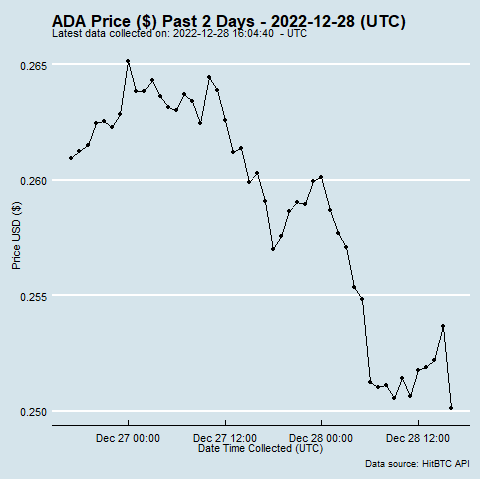 ADA Price ($) Past 2 Days - 2022-12-28 (UTC)
Latest data collected on: 2022-12-28 16:04:40 - UTC
0.265
0.260
Price USD ($)
0.255
0.250
Dec 27 00:00 Dec 27 12:00 Dec 28 00:00 Dec 28 12:00
Date Time Collected (UTC)
Data source: HitBTC API